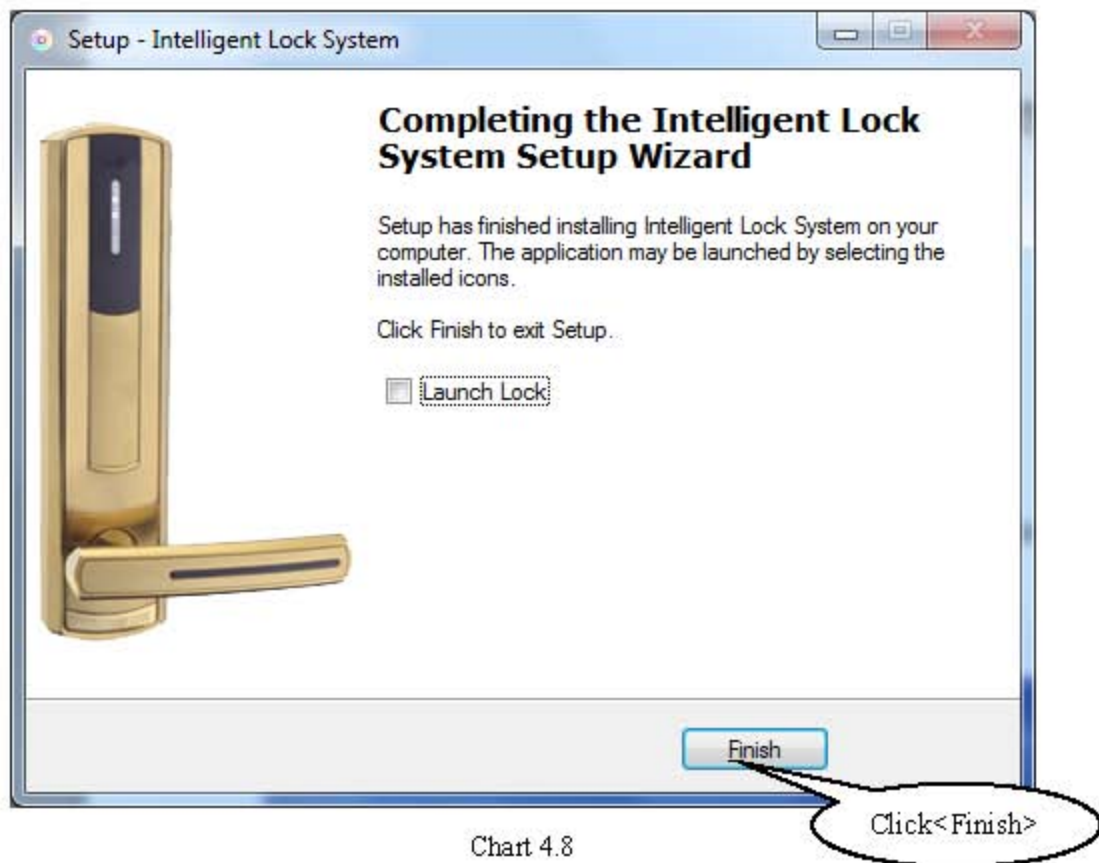 Setup - Intelligent Lock System
Completing the Intelligent Lock
System Setup Wizard
Setup has finished installing Intelligent Lock System on your
computer. The application may be launched by selecting the
installed icons.
Click Finish to exit Setup.
Launch Lock
Finish
Click<Finish>
Chart 4.8